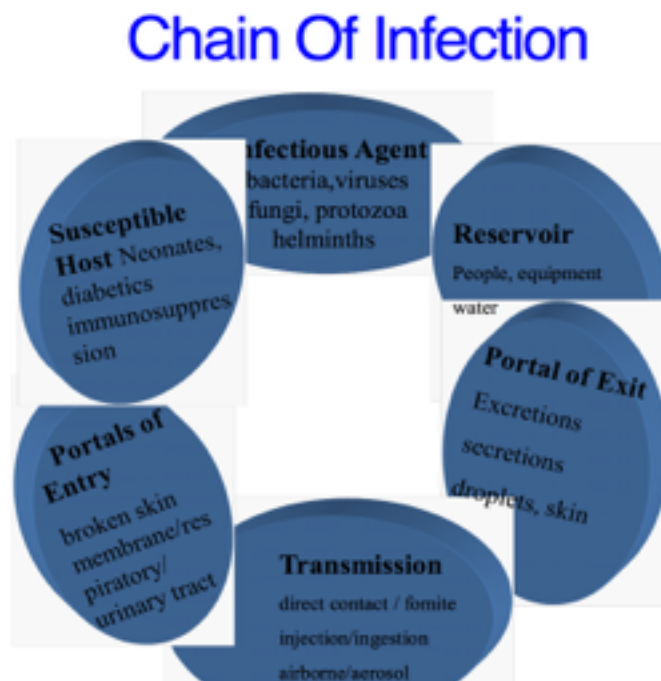 Chain Of Infection
Infectious Agent
bacteria,viruses
fungi, protozoa
helminths
Reservoir
People, equipment
water
Portal of Exit
Excretions
secretions
droplets, skin
Transmission
direct contact / fomite
injection/ingestion
airborne/aerosol
Portals of
Entry
broken skin
membrane/res
piratory/
urinary tract
Susceptible
Host Neonates,
diabetics
immunosuppres
sion